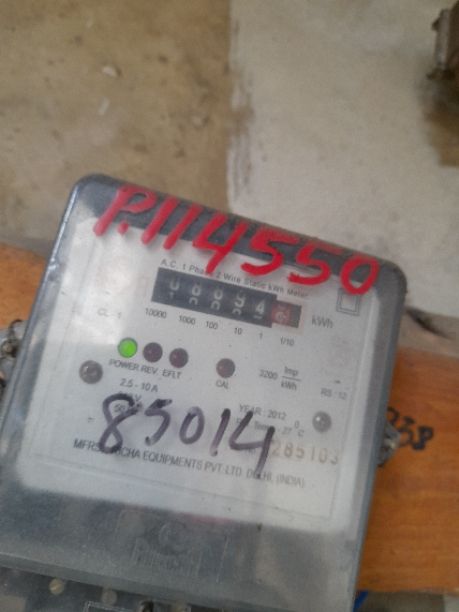 P.114550
A.C. 1 Phase 2 Wire Static kWh Meter
kWh
CL. 1 10000 1000 100 10 1 1/10
POWER REV EFLT CAL 3200 Imp/kWh
RS '12
2.5 - 10 A
YEAR : 2012
27 °C
85014
285103
EQUIPMENTS PVT. LTD. DELHI, (INDIA)
238